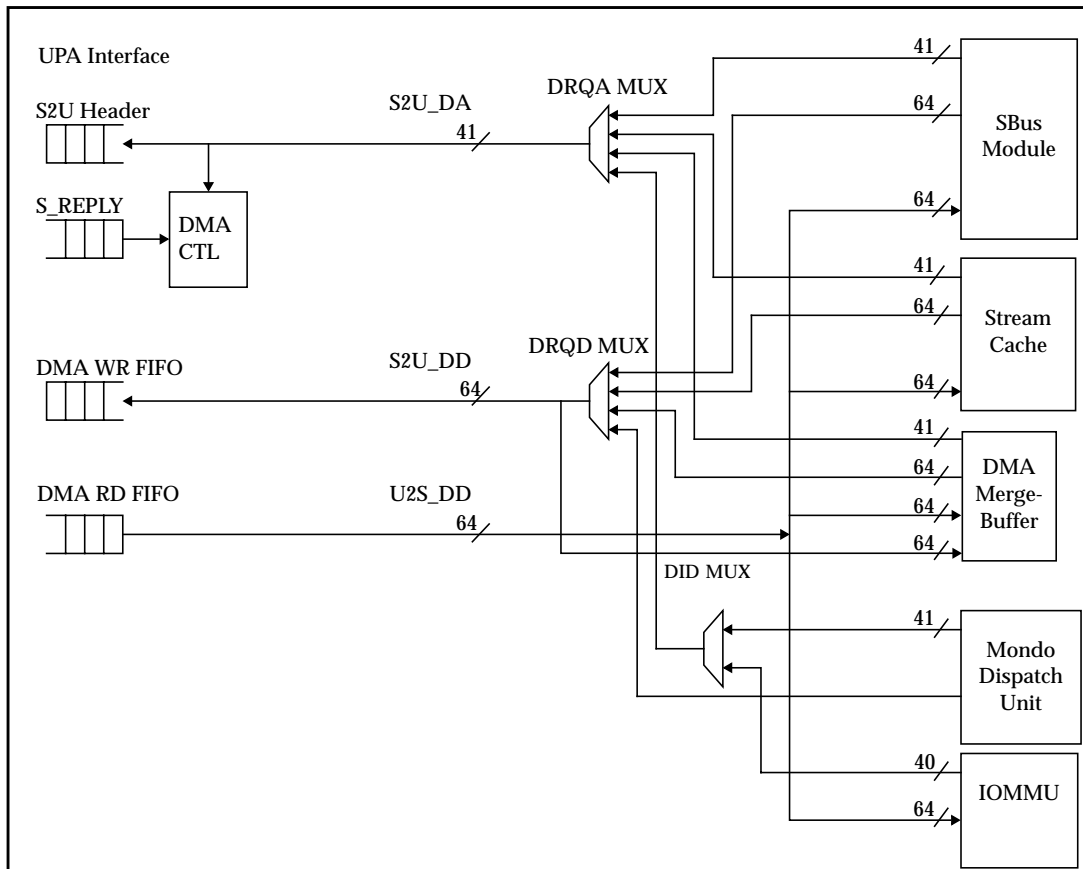 UPA Interface
S2U Header
S2U_DA
41
DRQA MUX
41
64
SBus
Module
64
S_REPLY
DMA
CTL
41
64
Stream
Cache
64
DMA WR FIFO
S2U_DD
64
DRQD MUX
41
64
DMA
Merge-
Buffer
64
64
DMA RD FIFO
U2S_DD
64
DID MUX
41
Mondo
Dispatch
Unit
40
IOMMU
64